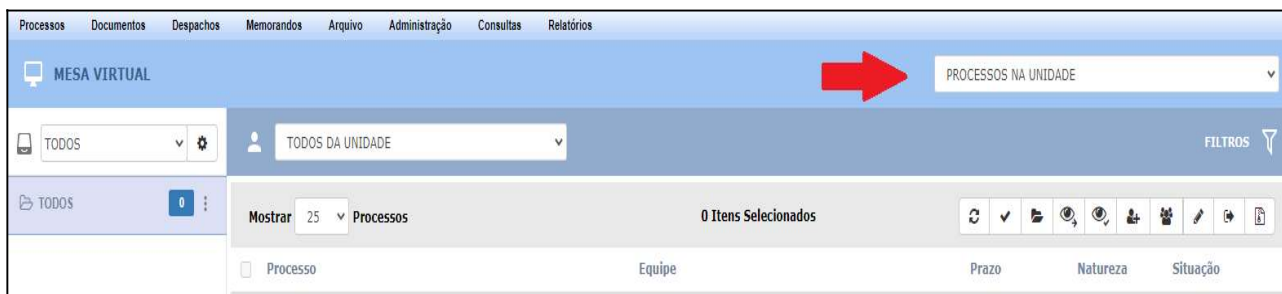 Processos Documentos Despachos Memorandos Arquivo Administração Consultas Relatórios
MESA VIRTUAL PROCESSOS NA UNIDADE
TODOS TODOS DA UNIDADE FILTROS
TODOS 0
Mostrar 25 Processos 0 Itens Selecionados
Processo Equipe Prazo Natureza Situação